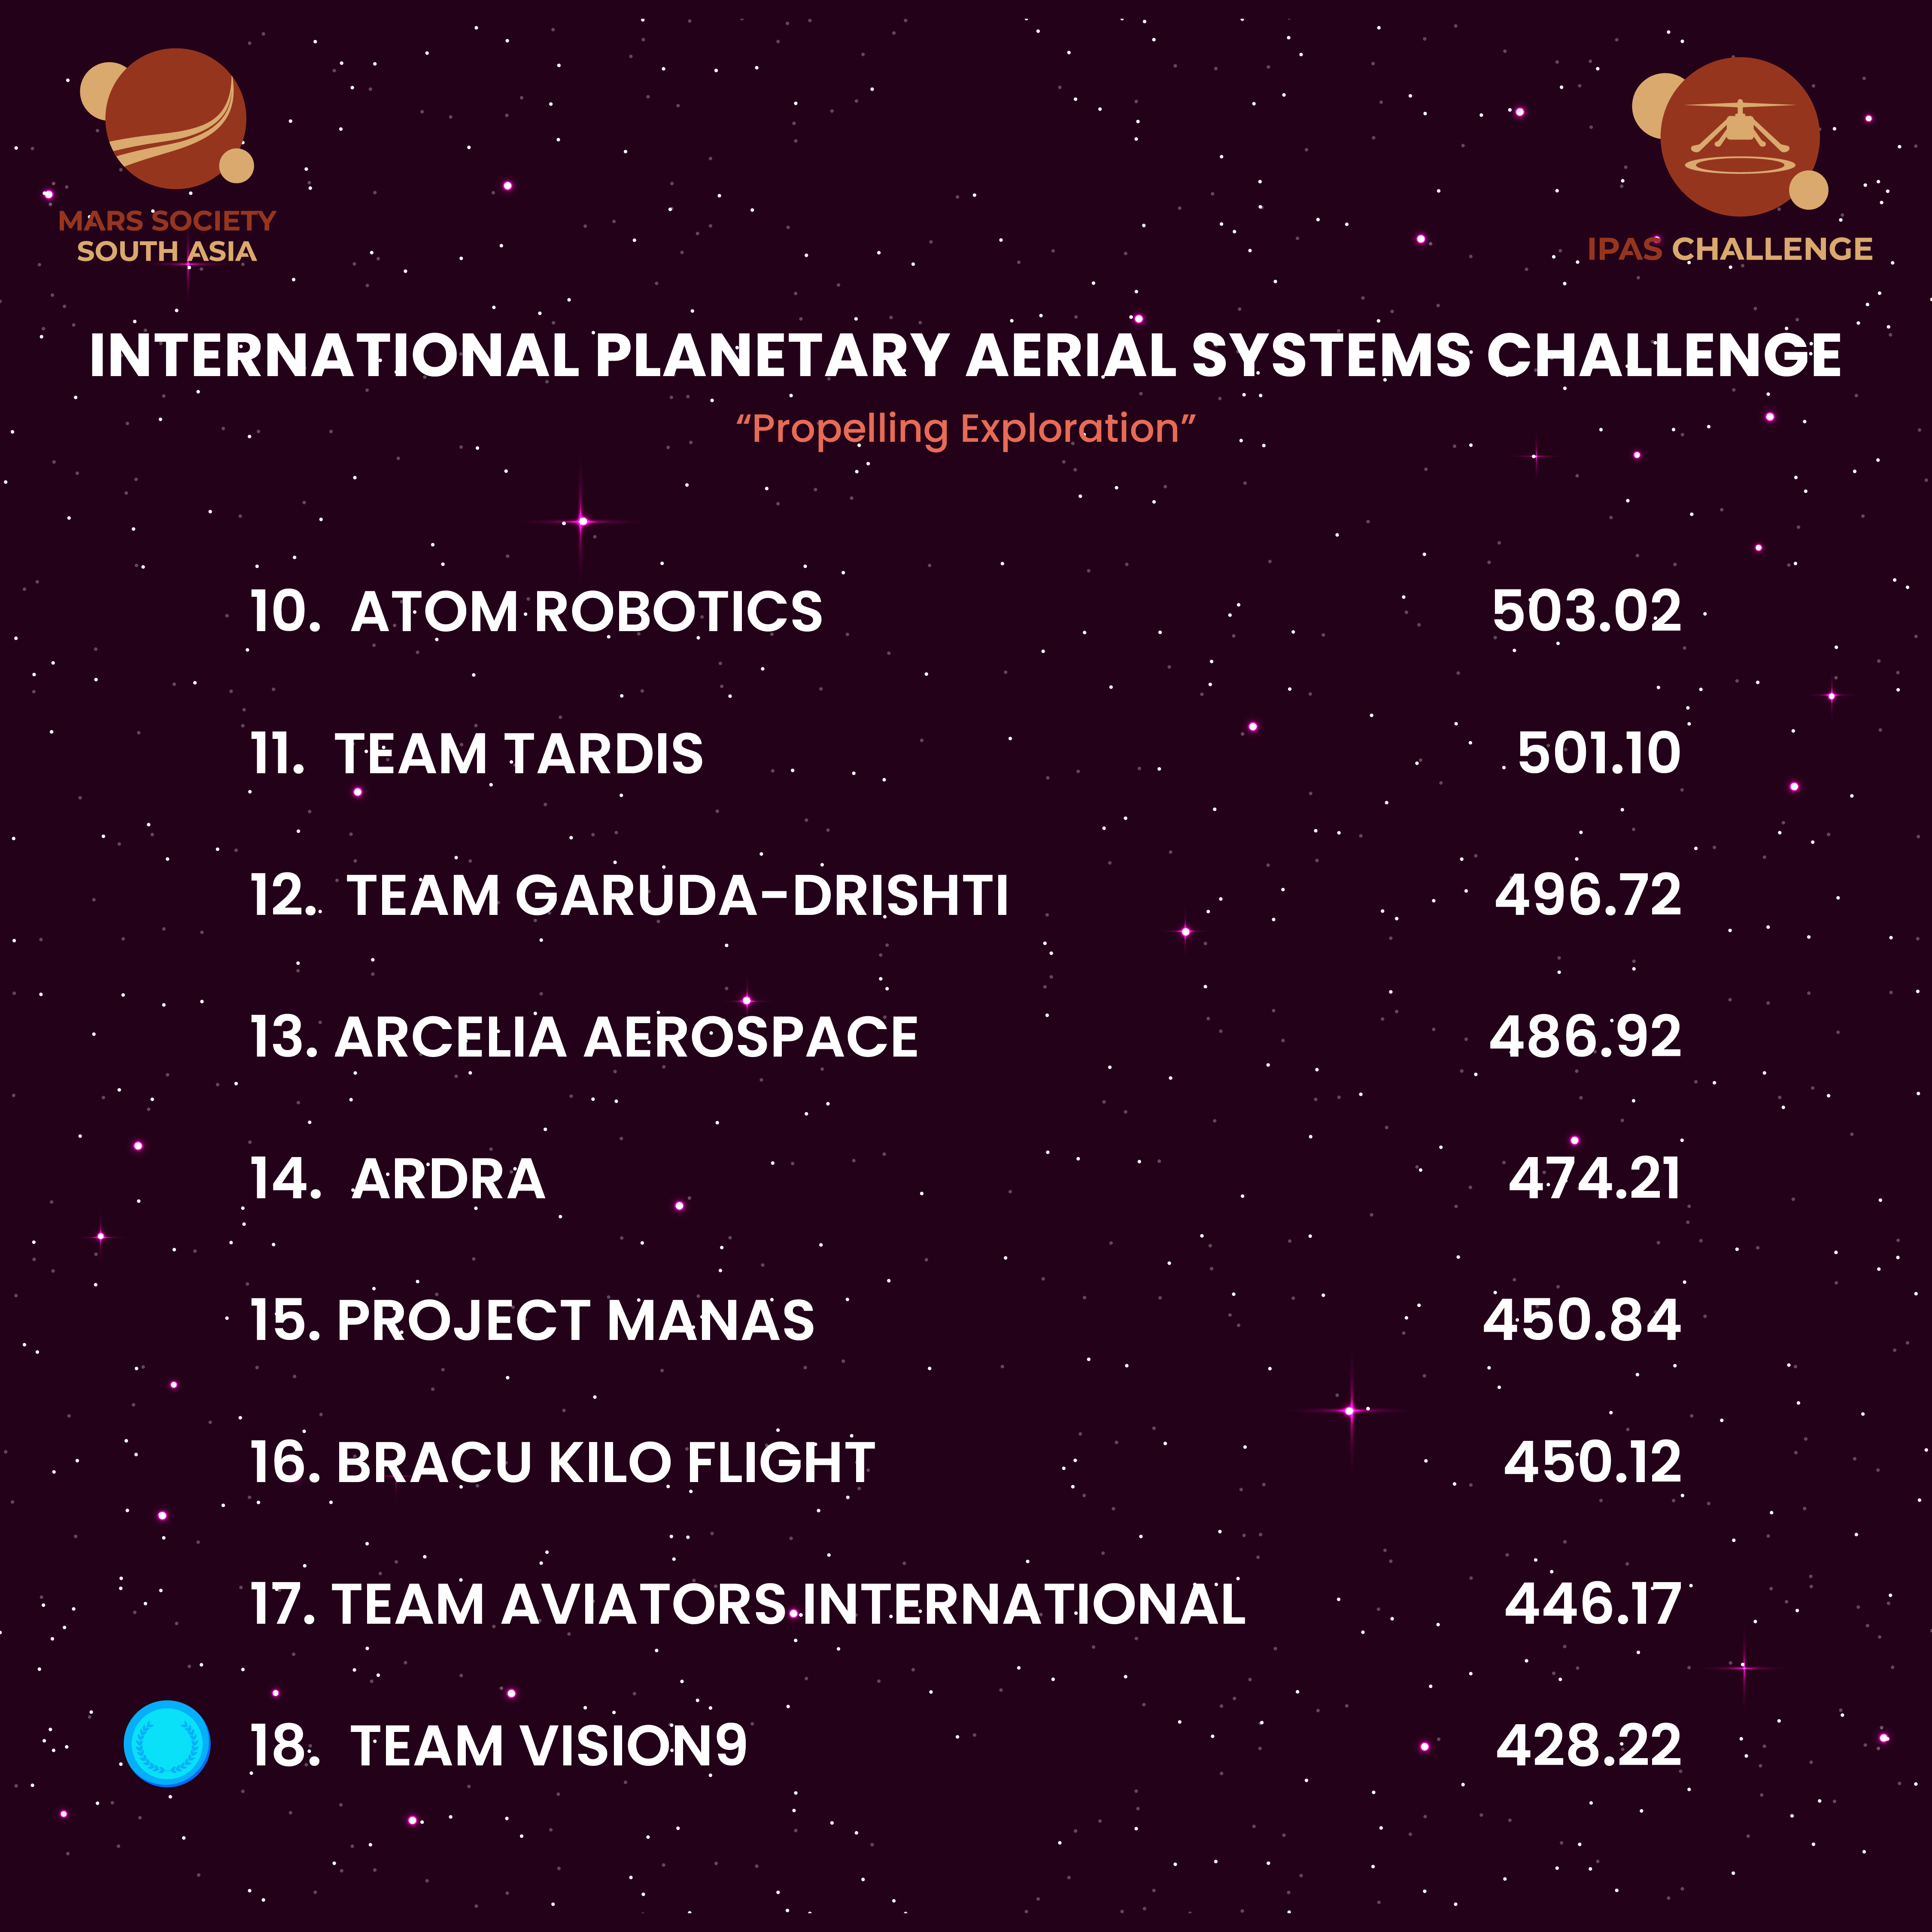 MARS SOCIETY
SOUTH ASIA
IPAS CHALLENGE
INTERNATIONAL PLANETARY AERIAL SYSTEMS CHALLENGE
“Propelling Exploration”
10. ATOM ROBOTICS 503.02
11. TEAM TARDIS 501.10
12. TEAM GARUDA-DRISHTI 496.72
13. ARCELIA AEROSPACE 486.92
14. ARDRA 474.21
15. PROJECT MANAS 450.84
16. BRACU KILO FLIGHT 450.12
17. TEAM AVIATORS INTERNATIONAL 446.17
18. TEAM VISION9 428.22